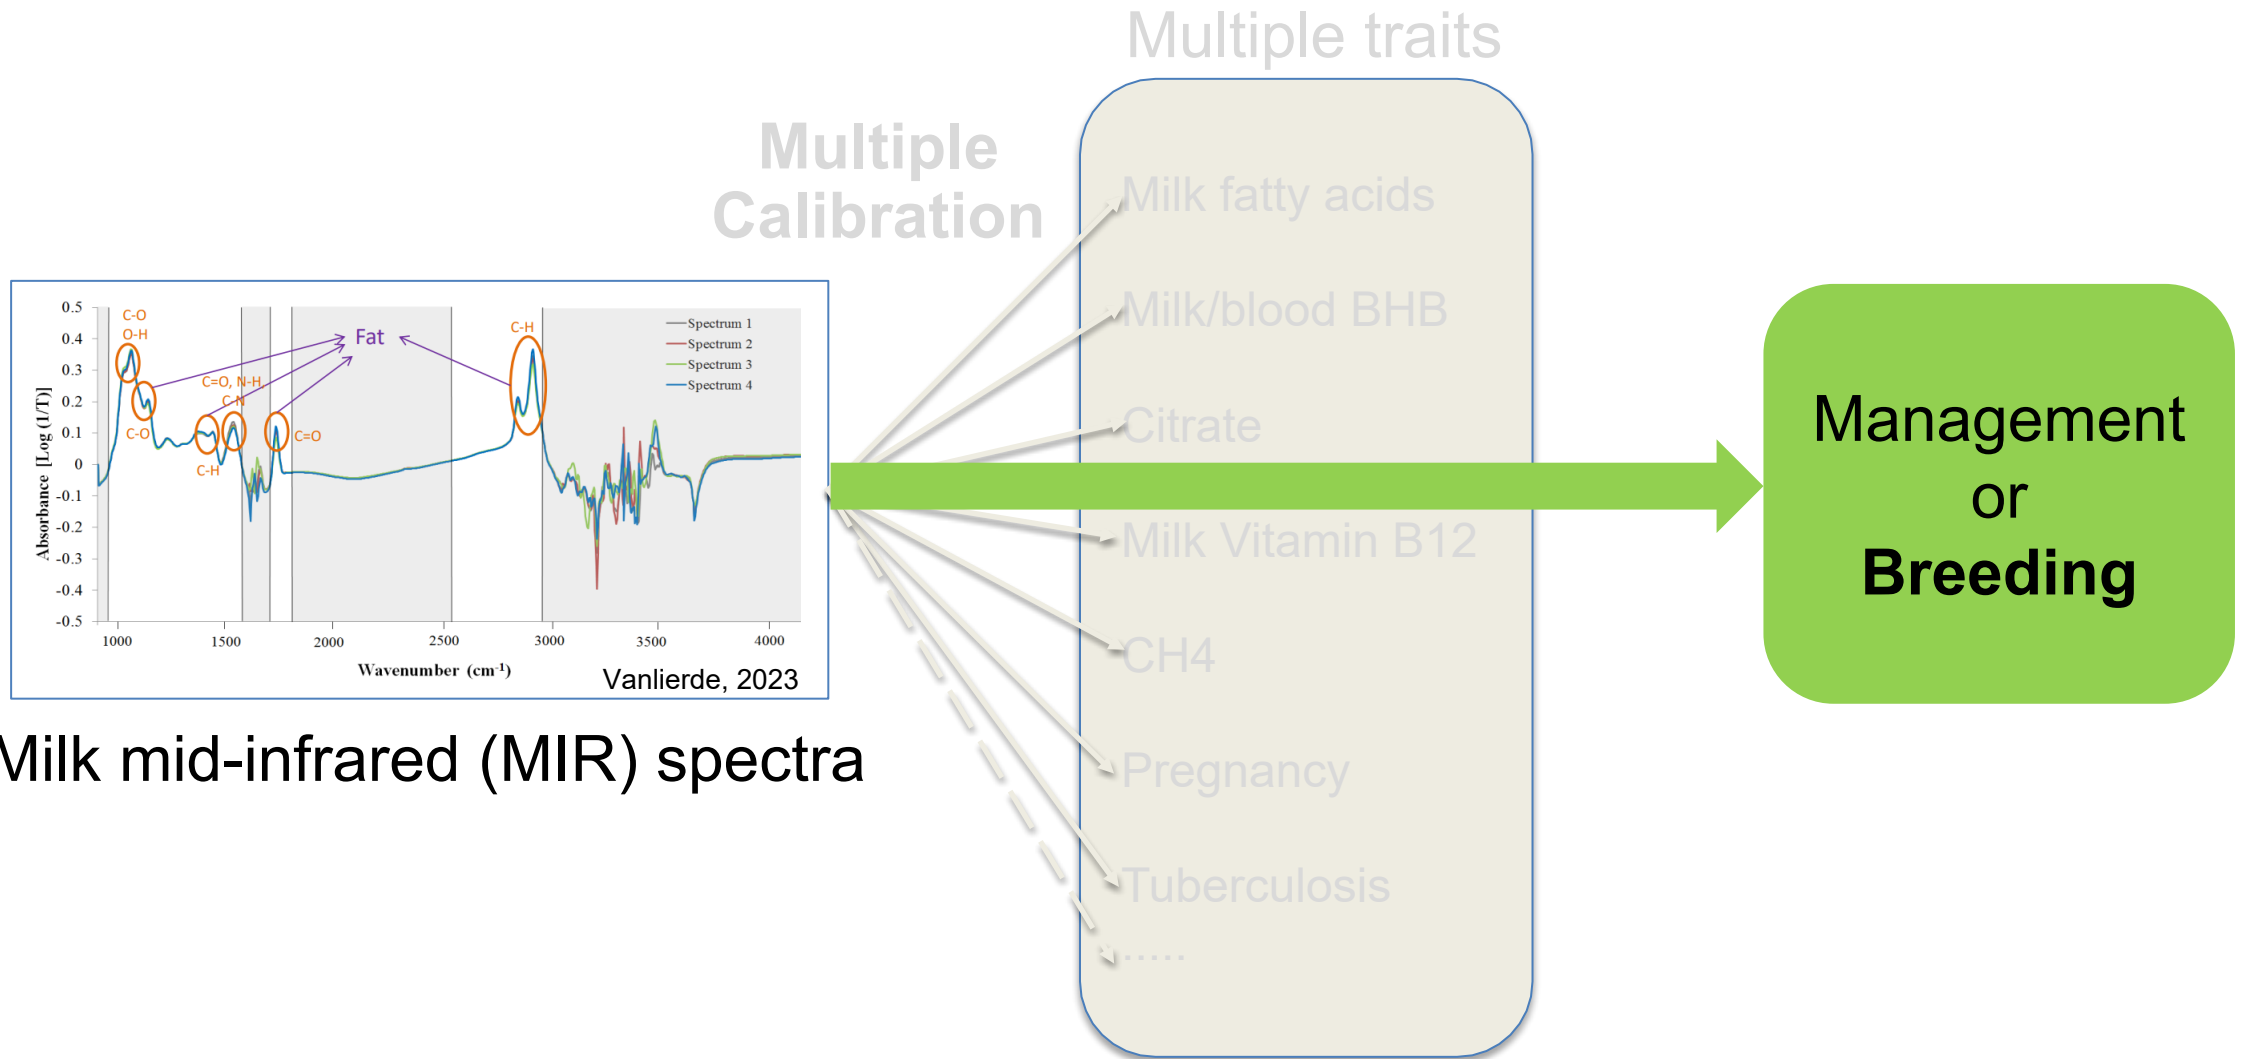 Multiple traits
Multiple
Calibration
Milk fatty acids
Milk/blood BHB
Citrate
Milk Vitamin B12
CH4
Pregnancy
Tuberculosis
.....
0.5
0.4
0.3
0.2
0.1
0
-0.1
-0.2
-0.3
-0.4
-0.5
Absorbance [Log (1/T)]
C-O
O-H
C-O
C=O, N-H
C-N
C-H
C=O
Fat
C-H
Spectrum 1
Spectrum 2
Spectrum 3
Spectrum 4
1000 1500 2000 2500 3000 3500 4000
Wavenumber (cm-1)
Vanlierde, 2023
Milk mid-infrared (MIR) spectra
Management
or
Breeding